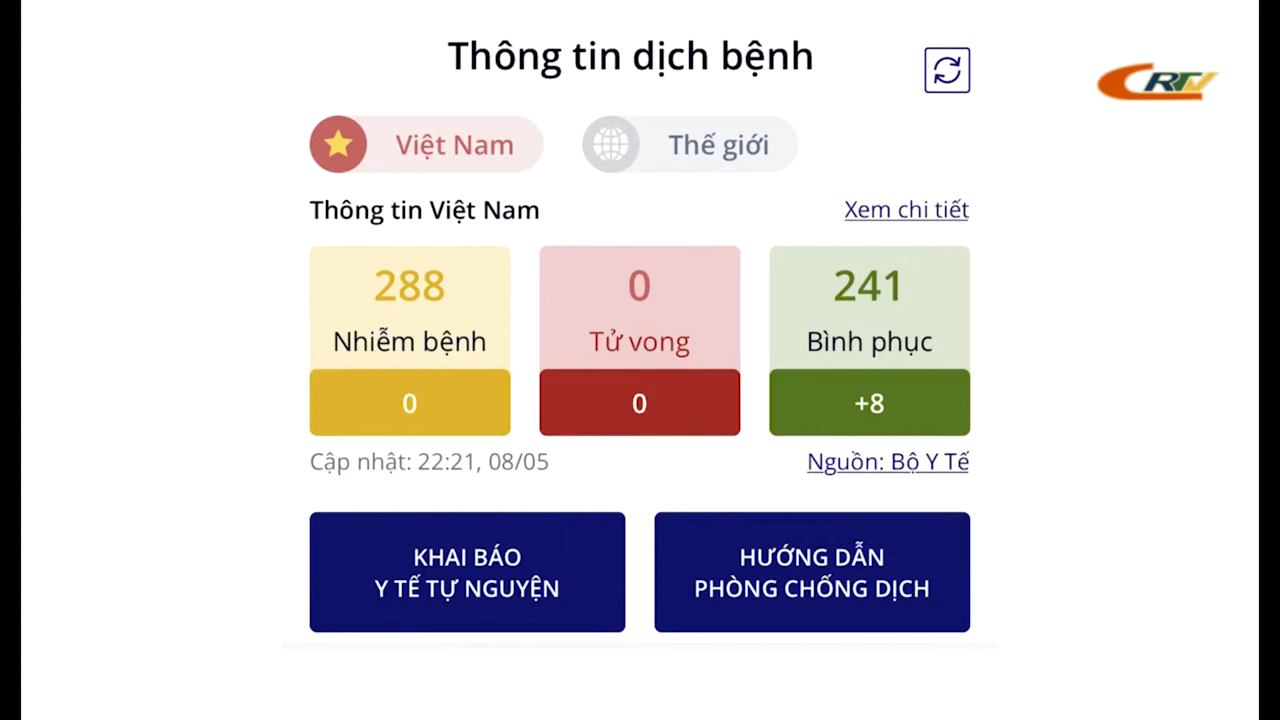 Thông tin dịch bệnh
CRTV
Việt Nam
Thế giới
Thông tin Việt Nam
Xem chi tiết
288
0
241
Nhiễm bệnh
Tử vong
Bình phục
0
0
+8
Cập nhật: 22:21, 08/05
Nguồn: Bộ Y Tế
KHAI BÁO
Y TẾ TỰ NGUYỆN
HƯỚNG DẪN
PHÒNG CHỐNG DỊCH